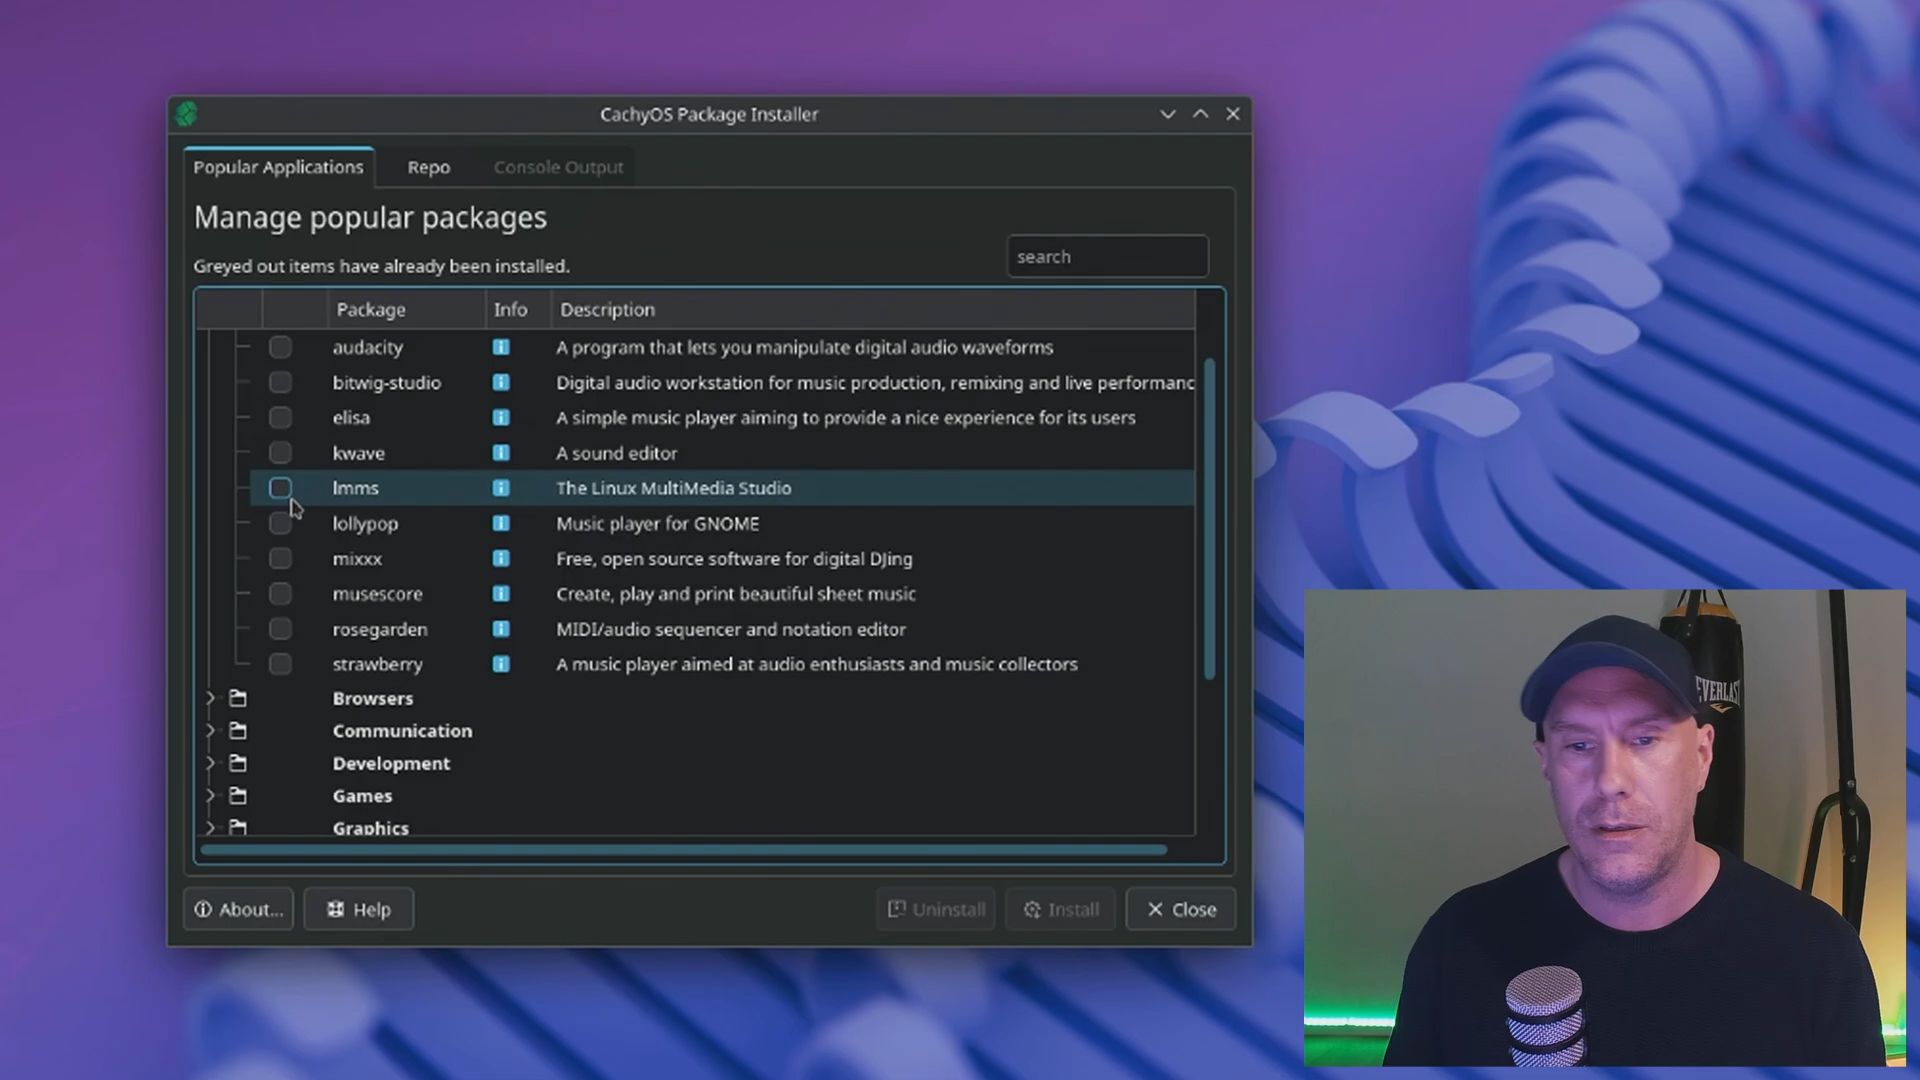 CachyOS Package Installer
Popular Applications Repo Console Output
Manage popular packages
Greyed out items have already been installed.
search
Package Info Description
audacity A program that lets you manipulate digital audio waveforms
bitwig-studio Digital audio workstation for music production, remixing and live performanc
elisa A simple music player aiming to provide a nice experience for its users
kwave A sound editor
lmms The Linux MultiMedia Studio
lollypop Music player for GNOME
mixxx Free, open source software for digital DJing
musescore Create, play and print beautiful sheet music
rosegarden MIDI/audio sequencer and notation editor
strawberry A music player aimed at audio enthusiasts and music collectors
Browsers
Communication
Development
Games
Graphics
About... Help Uninstall Install Close
EVERLAST